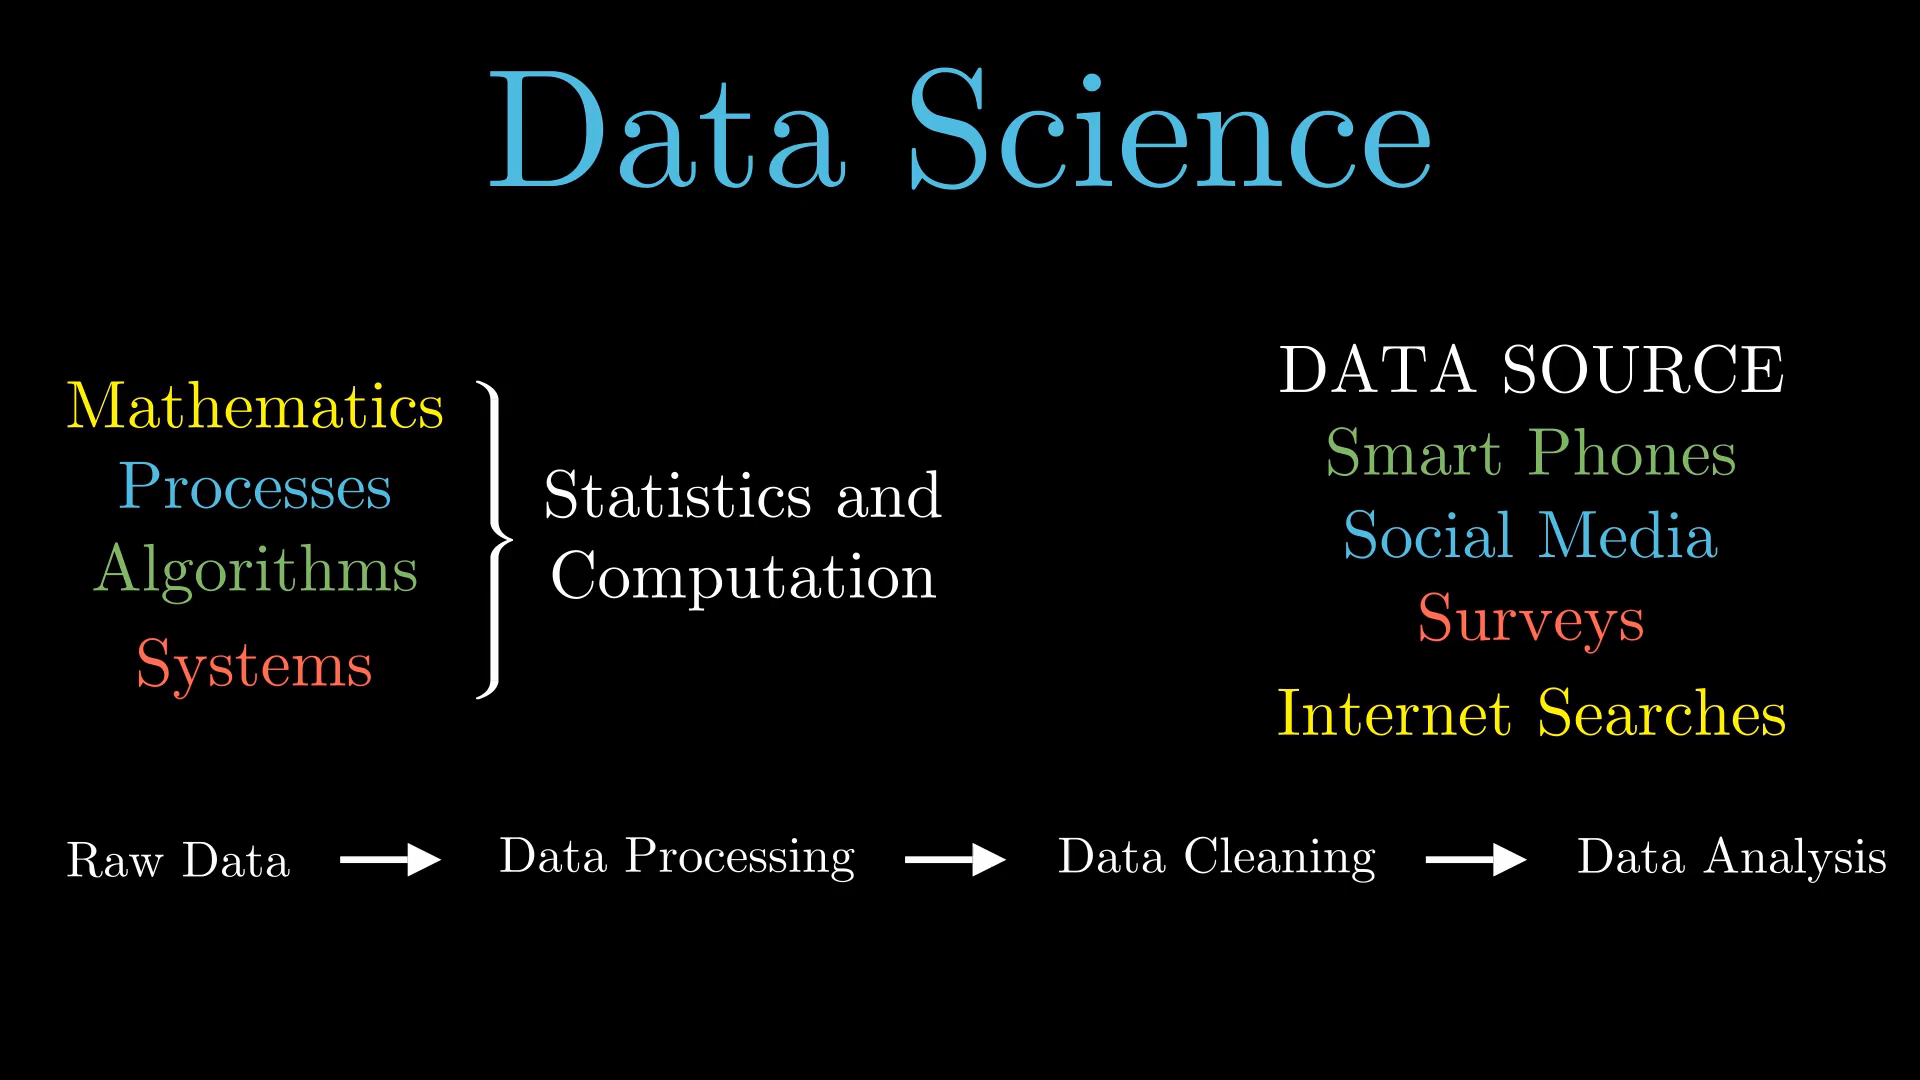 Data Science
Mathematics
Processes
Algorithms
Systems
Statistics and
Computation
DATA SOURCE
Smart Phones
Social Media
Surveys
Internet Searches
Raw Data
Data Processing
Data Cleaning
Data Analysis